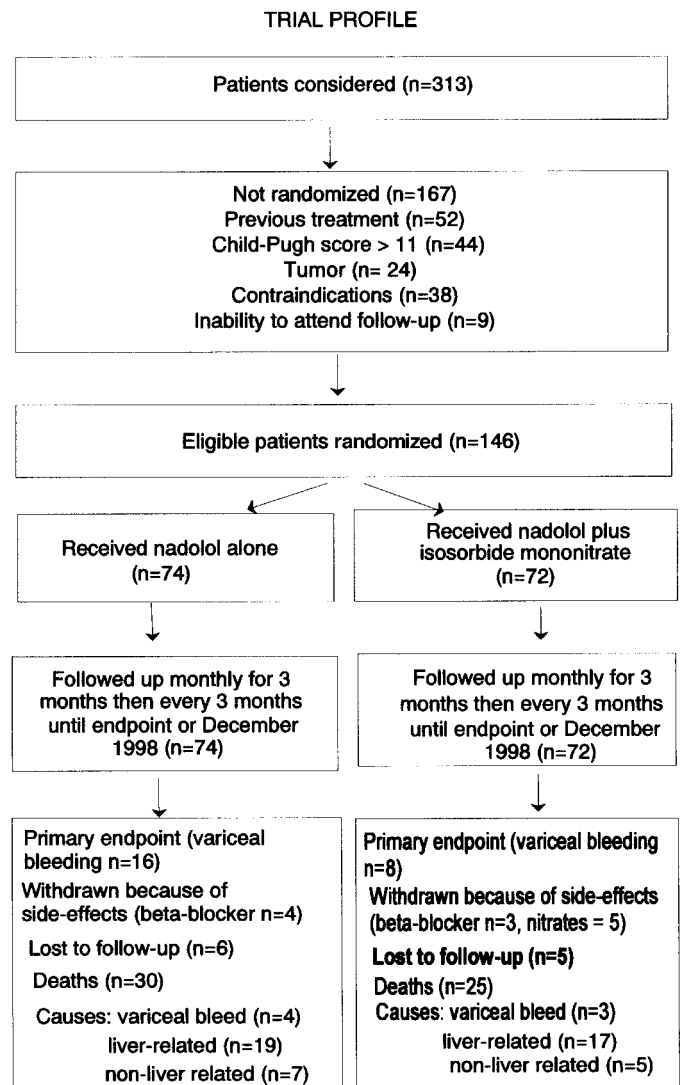 TRIAL PROFILE
Patients considered (n=313)
Not randomized (n=167)
Previous treatment (n=52)
Child-Pugh score > 11 (n=44)
Tumor (n= 24)
Contraindications (n=38)
Inability to attend follow-up (n=9)
Eligible patients randomized (n=146)
Received nadolol alone
(n=74)
Received nadolol plus
isosorbide mononitrate
(n=72)
Followed up monthly for 3
months then every 3 months
until endpoint or December
1998 (n=74)
Followed up monthly for 3
months then every 3 months
until endpoint or December
1998 (n=72)
Primary endpoint (variceal
bleeding n=16)
Withdrawn because of
side-effects (beta-blocker n=4)
Lost to follow-up (n=6)
Deaths (n=30)
Causes: variceal bleed (n=4)
liver-related (n=19)
non-liver related (n=7)
Primary endpoint (variceal bleeding
n=8)
Withdrawn because of side-effects
(beta-blocker n=3, nitrates = 5)
Lost to follow-up (n=5)
Deaths (n=25)
Causes: variceal bleed (n=3)
liver-related (n=17)
non-liver related (n=5)